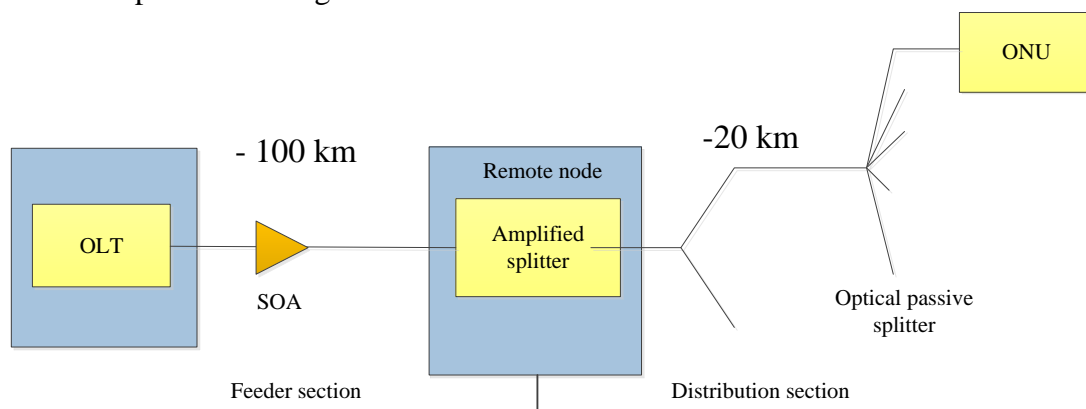 - 100 km
-20 km
ONU
Remote node
OLT
Amplified
splitter
SOA
Optical passive
splitter
Feeder section
Distribution section